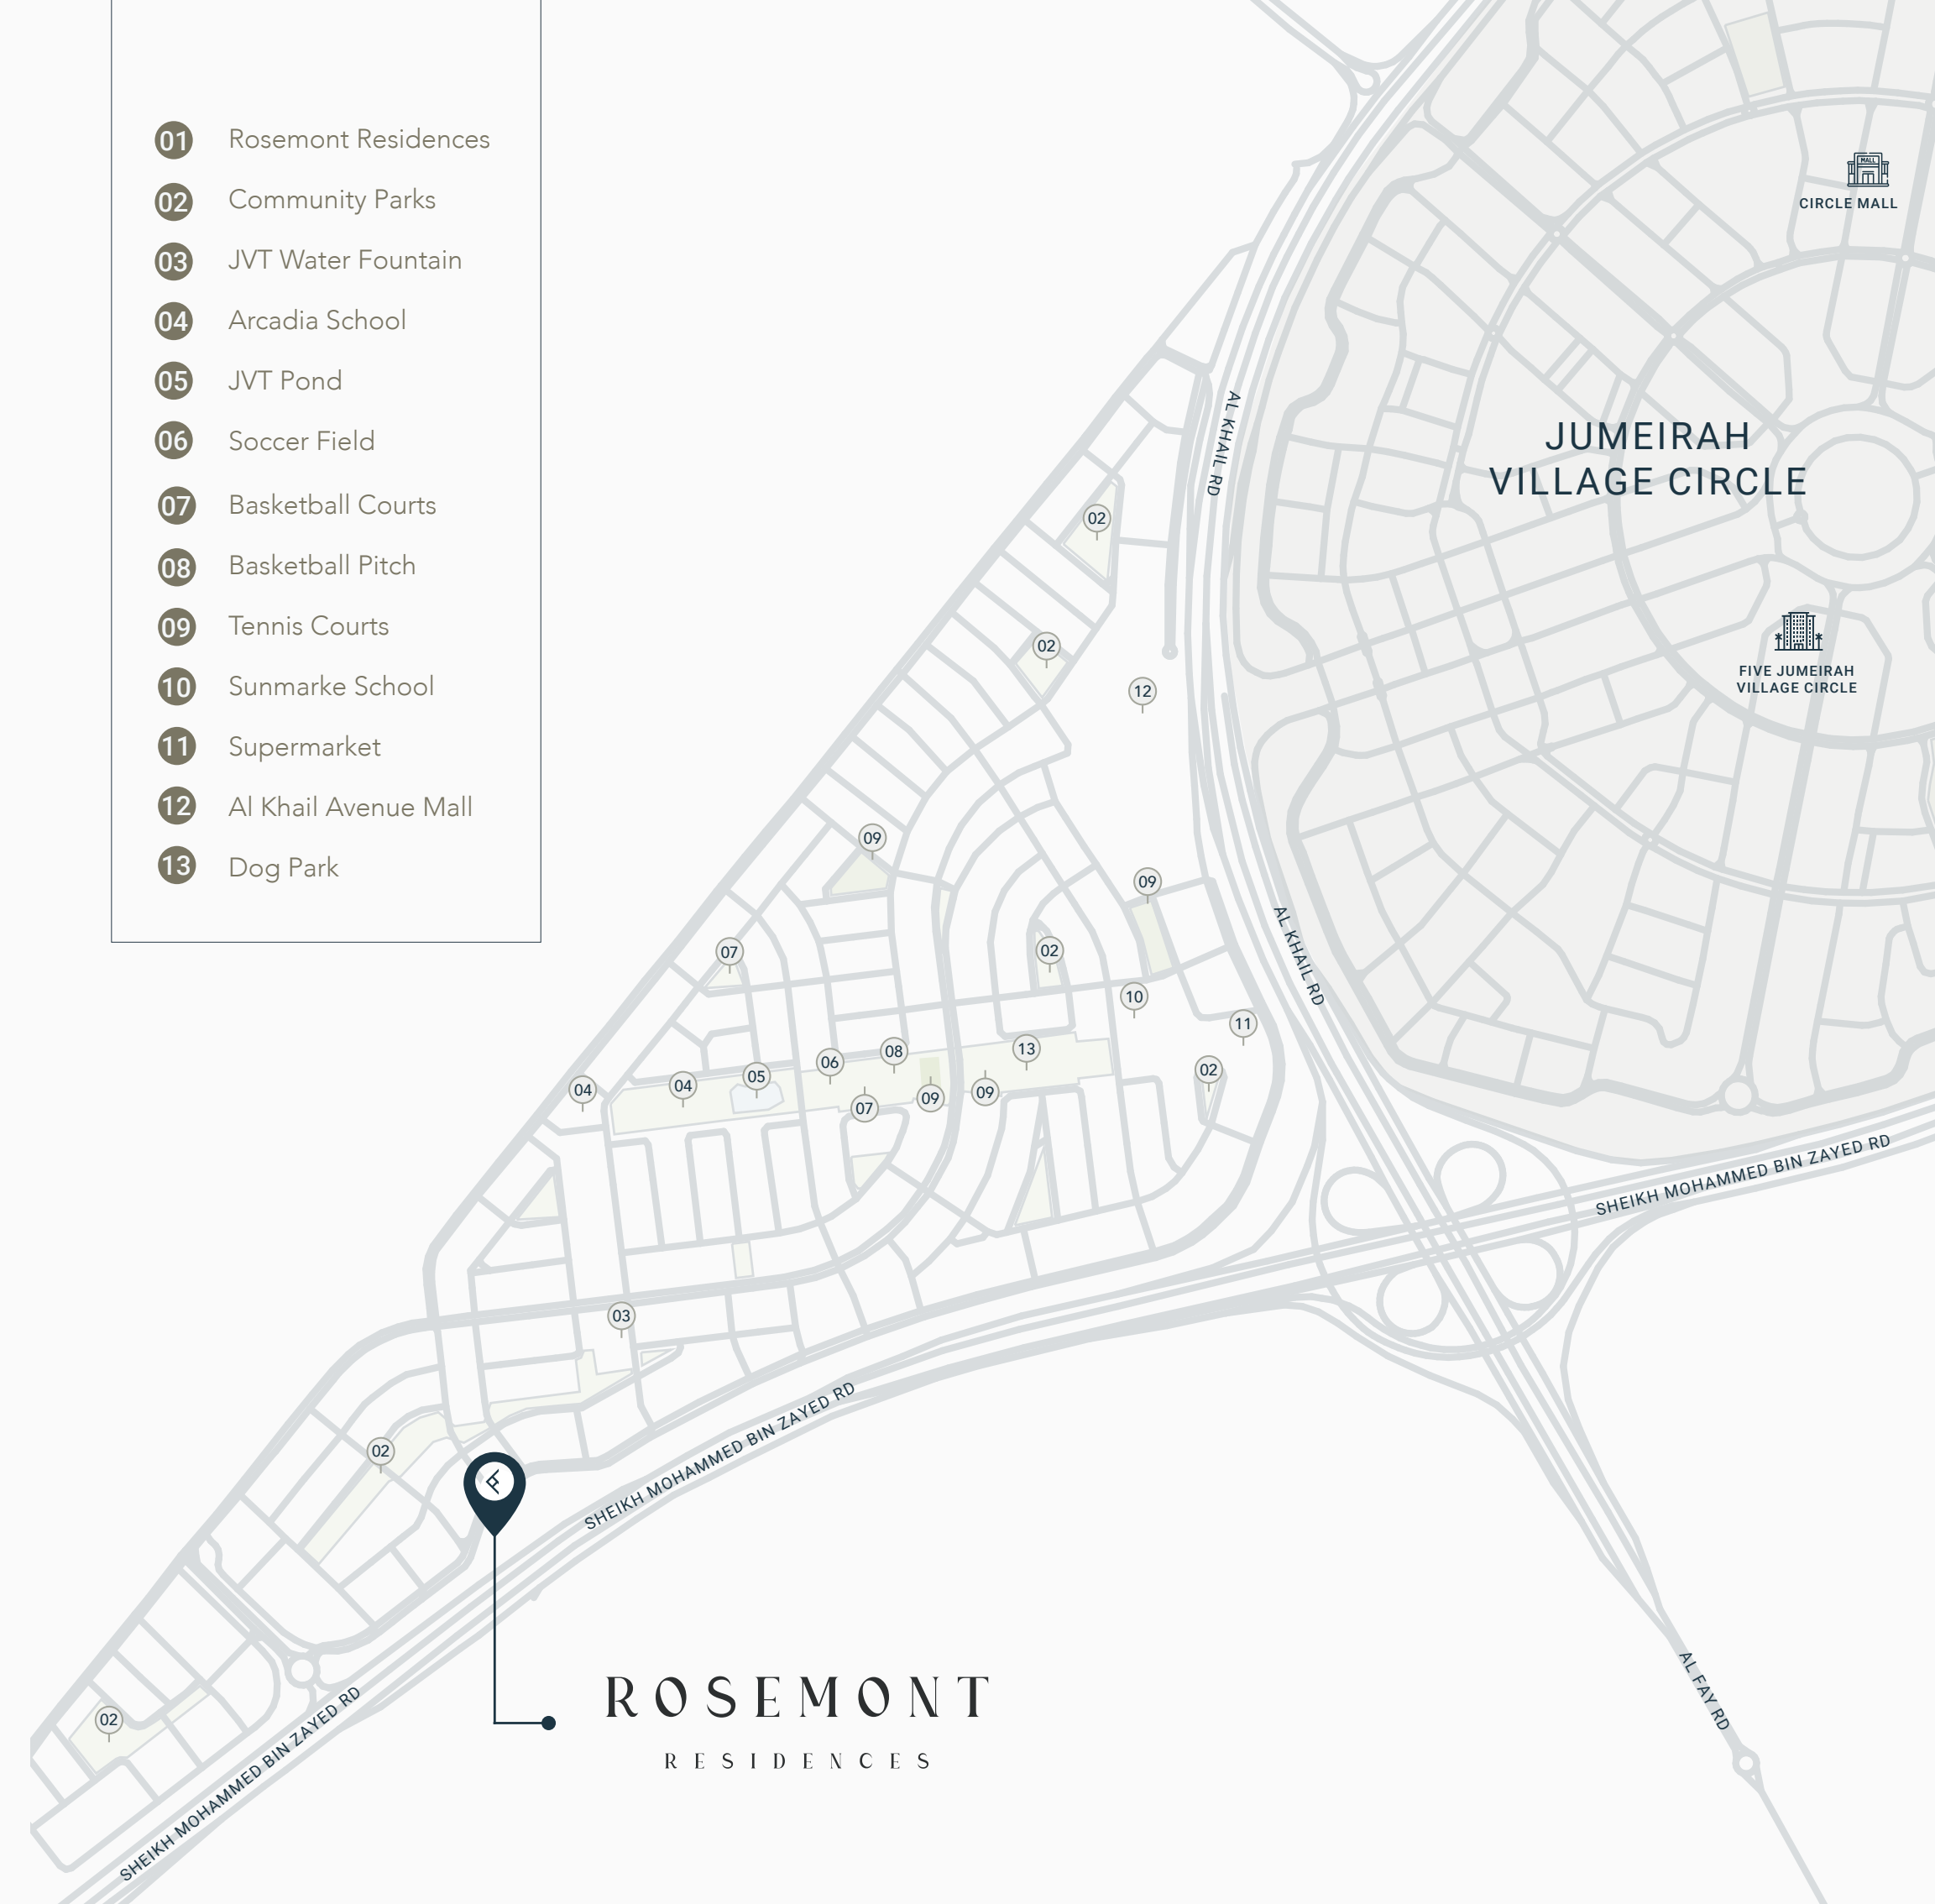 01 Rosemont Residences
02 Community Parks
03 JVT Water Fountain
04 Arcadia School
05 JVT Pond
06 Soccer Field
07 Basketball Courts
08 Basketball Pitch
09 Tennis Courts
10 Sunmarke School
11 Supermarket
12 Al Khail Avenue Mall
13 Dog Park
MALL
CIRCLE MALL
AL KHAIL RD
JUMEIRAH
VILLAGE CIRCLE
02
02
FIVE JUMEIRAH
VILLAGE CIRCLE
12
09
09
AL KHAIL RD
07
02
10
11
04
04
05
06
08
13
02
07
09
09
SHEIKH MOHAMMED BIN ZAYED RD
03
SHEIKH MOHAMMED BIN ZAYED RD
02
AL FAY RD
02
SHEIKH MOHAMMED BIN ZAYED RD
ROSEMONT
RESIDENCES